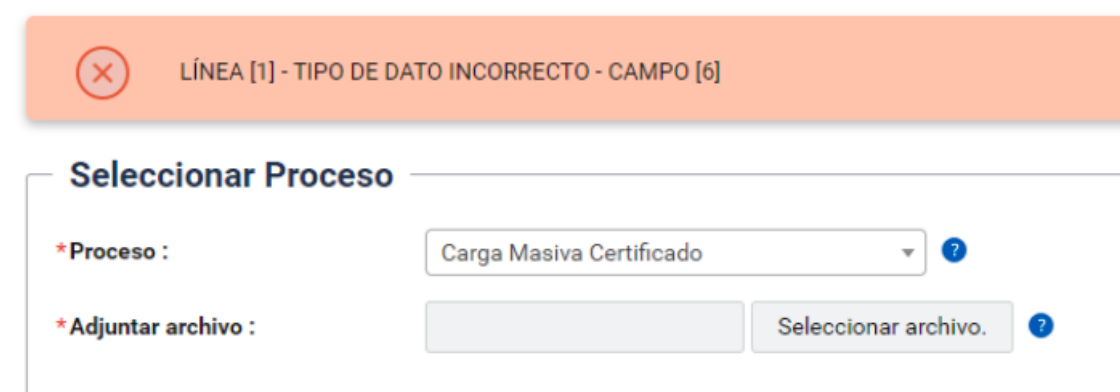 LÍNEA [1] - TIPO DE DATO INCORRECTO - CAMPO [6]
Seleccionar Proceso
*Proceso : Carga Masiva Certificado ?
*Adjuntar archivo : Seleccionar archivo. ?